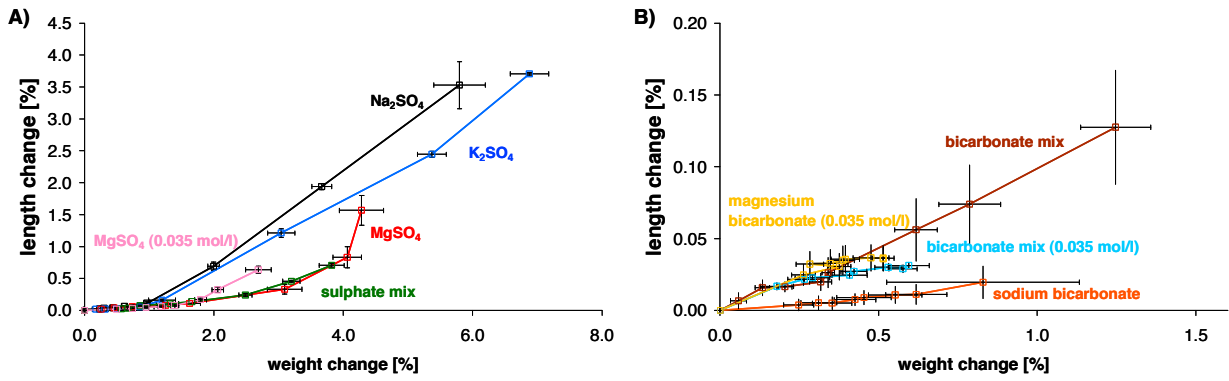 A)
length change [%]
4.5
4.0
3.5
3.0
2.5
2.0
1.5
1.0
0.5
0.0
0.0
2.0
4.0
6.0
8.0
weight change [%]
Na₂SO₄
K₂SO₄
MgSO₄ (0.035 mol/l)
MgSO₄
sulphate mix
B)
length change [%]
0.20
0.15
0.10
0.05
0.00
0.0
0.5
1.0
1.5
weight change [%]
bicarbonate mix
magnesium
bicarbonate (0.035 mol/l)
bicarbonate mix (0.035 mol/l)
sodium bicarbonate